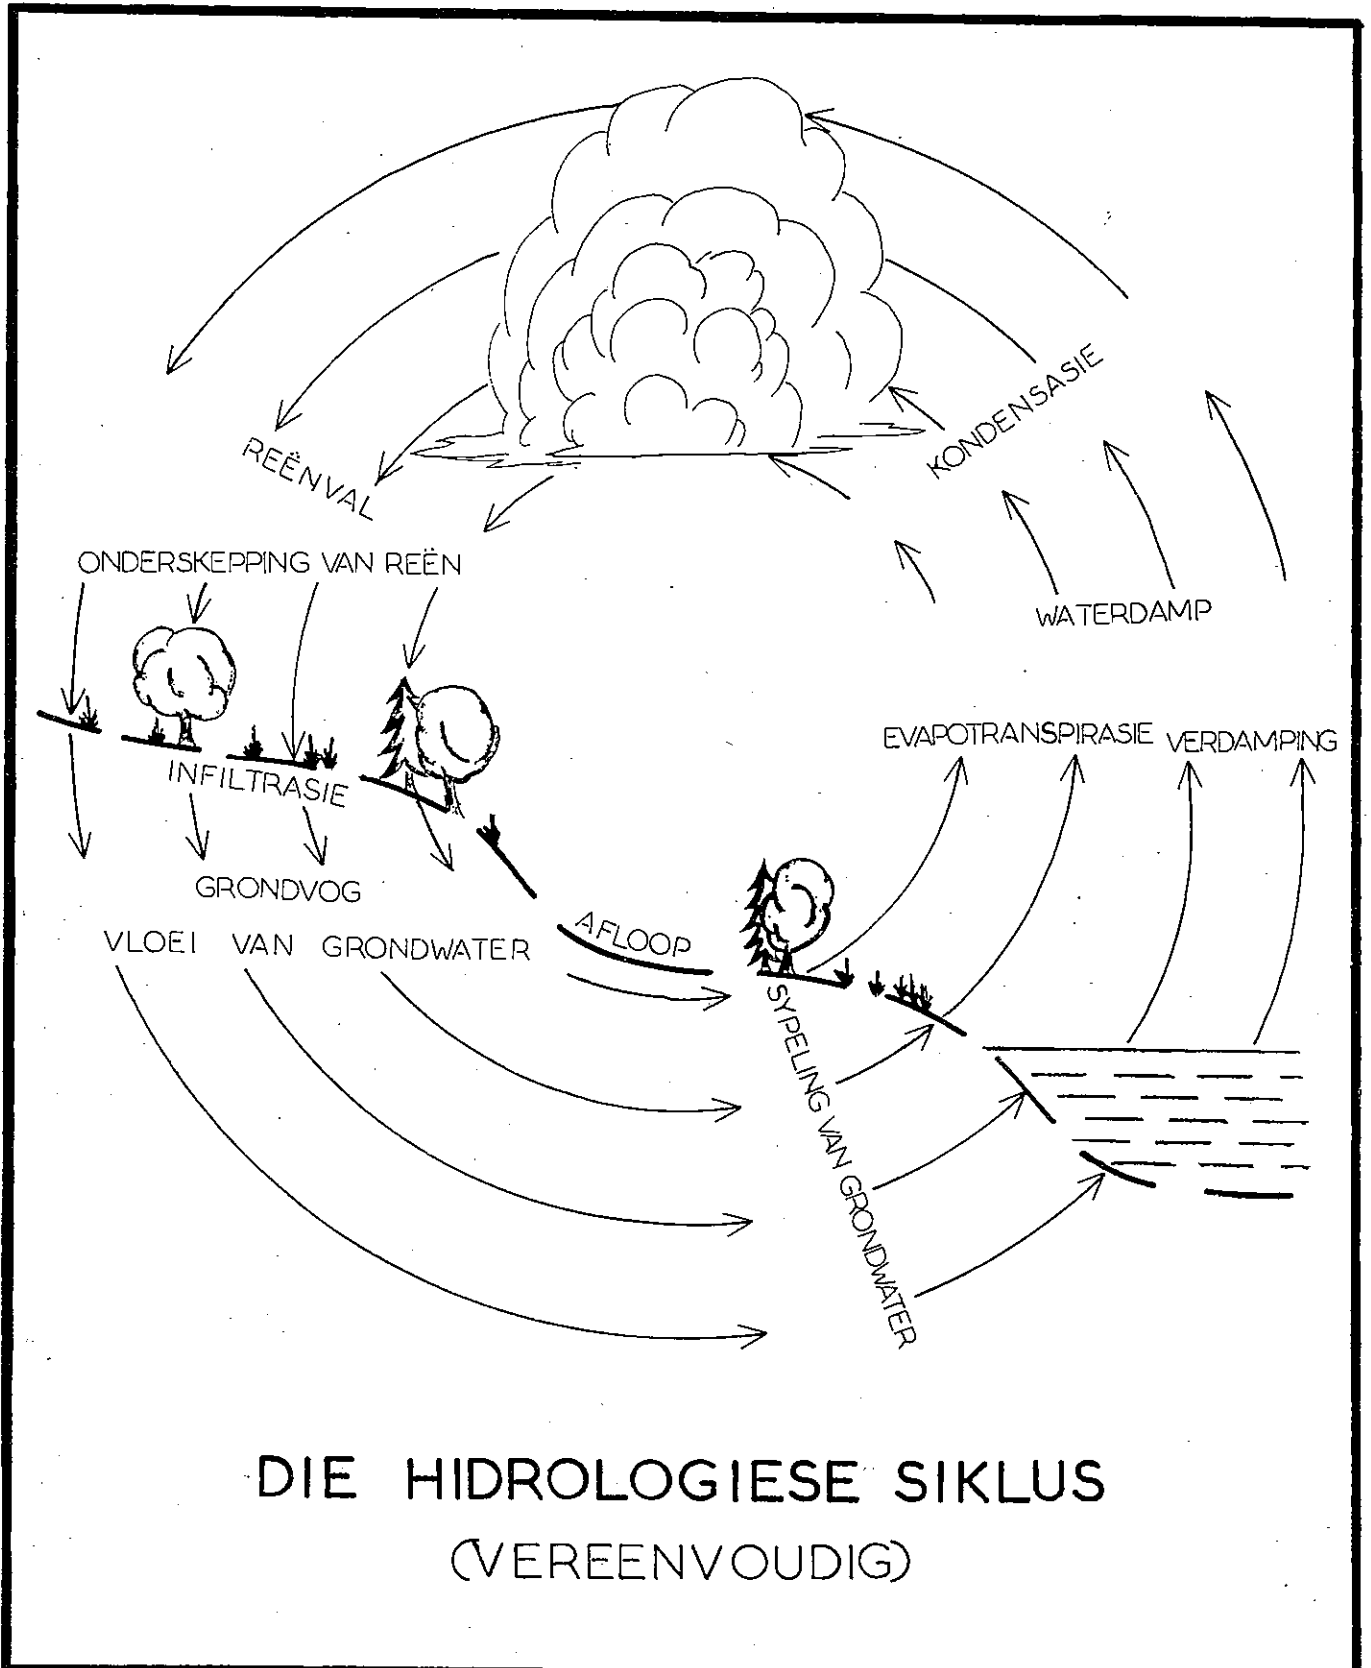 KONDENSASIE
REËNVAL
ONDERSKEPPING VAN REËN
WATERDAMP
EVAPOTRANSPIRASIE VERDAMPING
INFILTRASIE
GRONDVOG
VLOEI VAN GRONDWATER
AFLOOP
SYPELING VAN GRONDWATER
DIE HIDROLOGIESE SIKLUS
(VEREENVOUDIG)